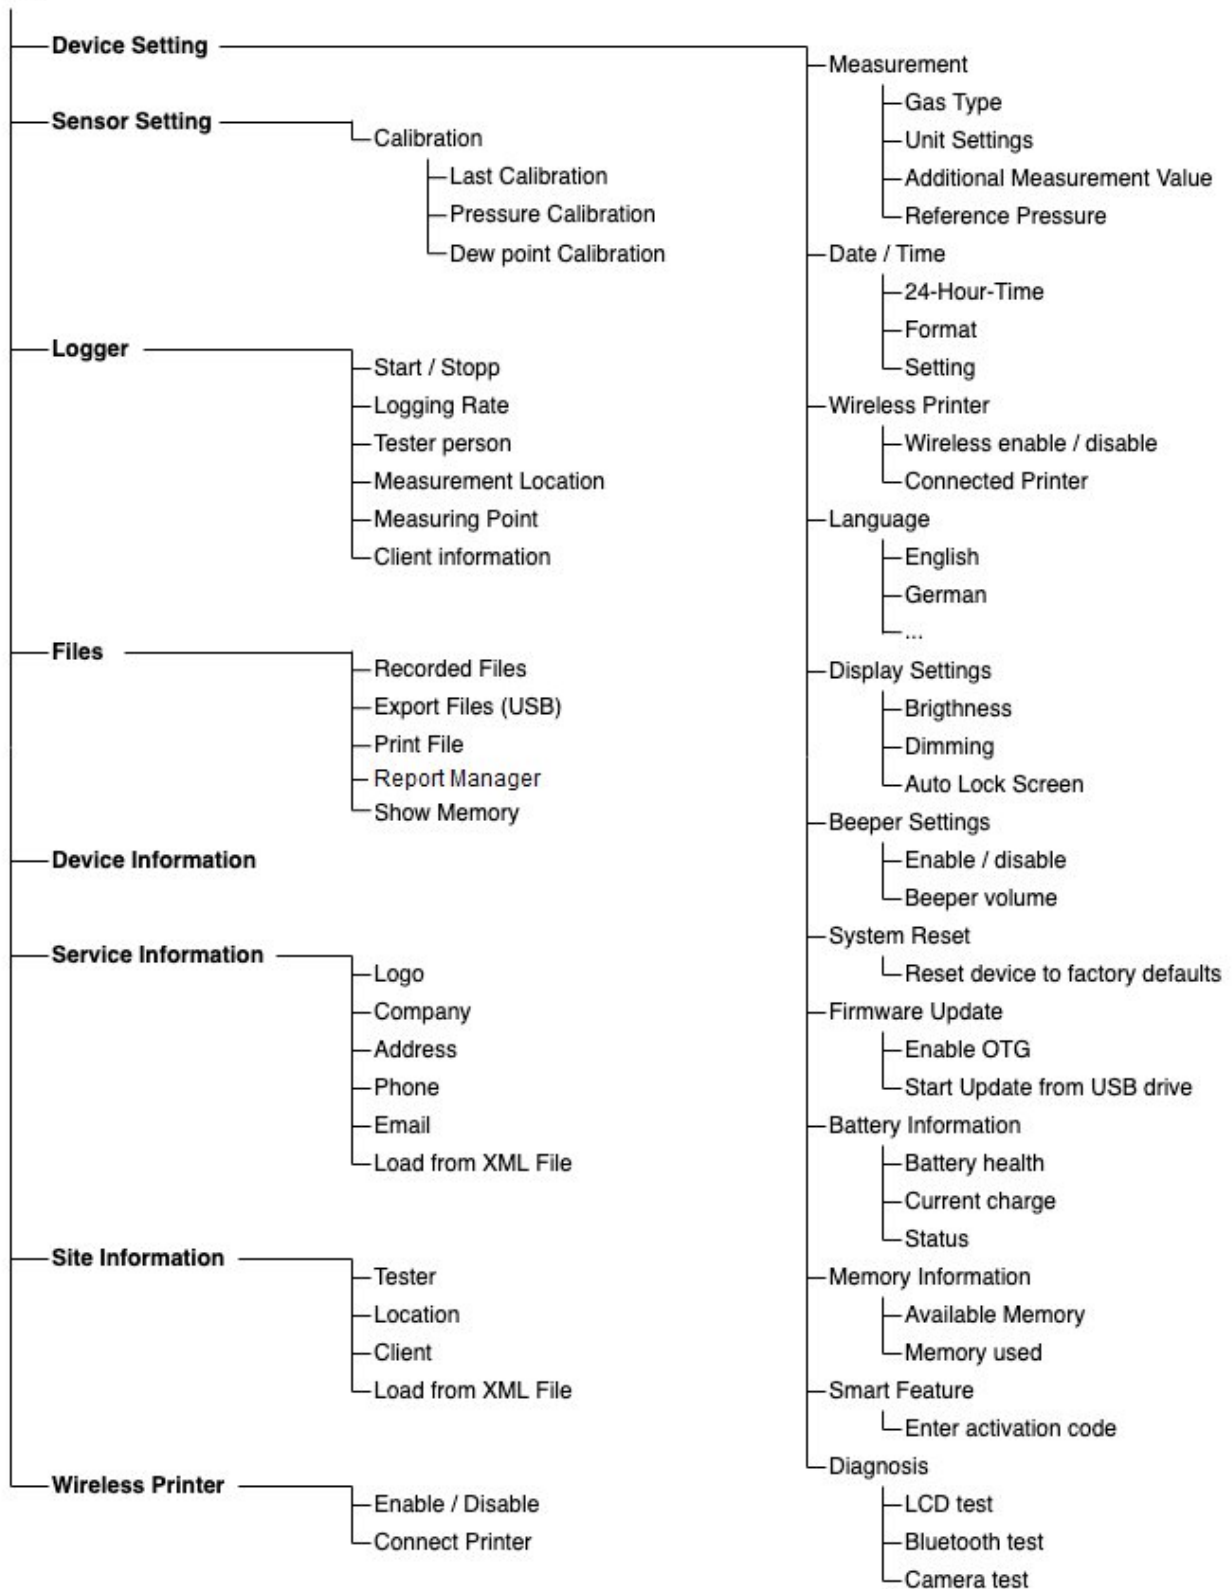 Device Setting
Measurement
Gas Type
Unit Settings
Additional Measurement Value
Reference Pressure
Date / Time
24-Hour-Time
Format
Setting
Wireless Printer
Wireless enable / disable
Connected Printer
Language
English
German
...
Display Settings
Brigthness
Dimming
Auto Lock Screen
Beeper Settings
Enable / disable
Beeper volume
System Reset
Reset device to factory defaults
Firmware Update
Enable OTG
Start Update from USB drive
Battery Information
Battery health
Current charge
Status
Memory Information
Available Memory
Memory used
Smart Feature
Enter activation code
Diagnosis
LCD test
Bluetooth test
Camera test
Sensor Setting
Calibration
Last Calibration
Pressure Calibration
Dew point Calibration
Logger
Start / Stopp
Logging Rate
Tester person
Measurement Location
Measuring Point
Client information
Files
Recorded Files
Export Files (USB)
Print File
Report Manager
Show Memory
Device Information
Service Information
Logo
Company
Address
Phone
Email
Load from XML File
Site Information
Tester
Location
Client
Load from XML File
Wireless Printer
Enable / Disable
Connect Printer